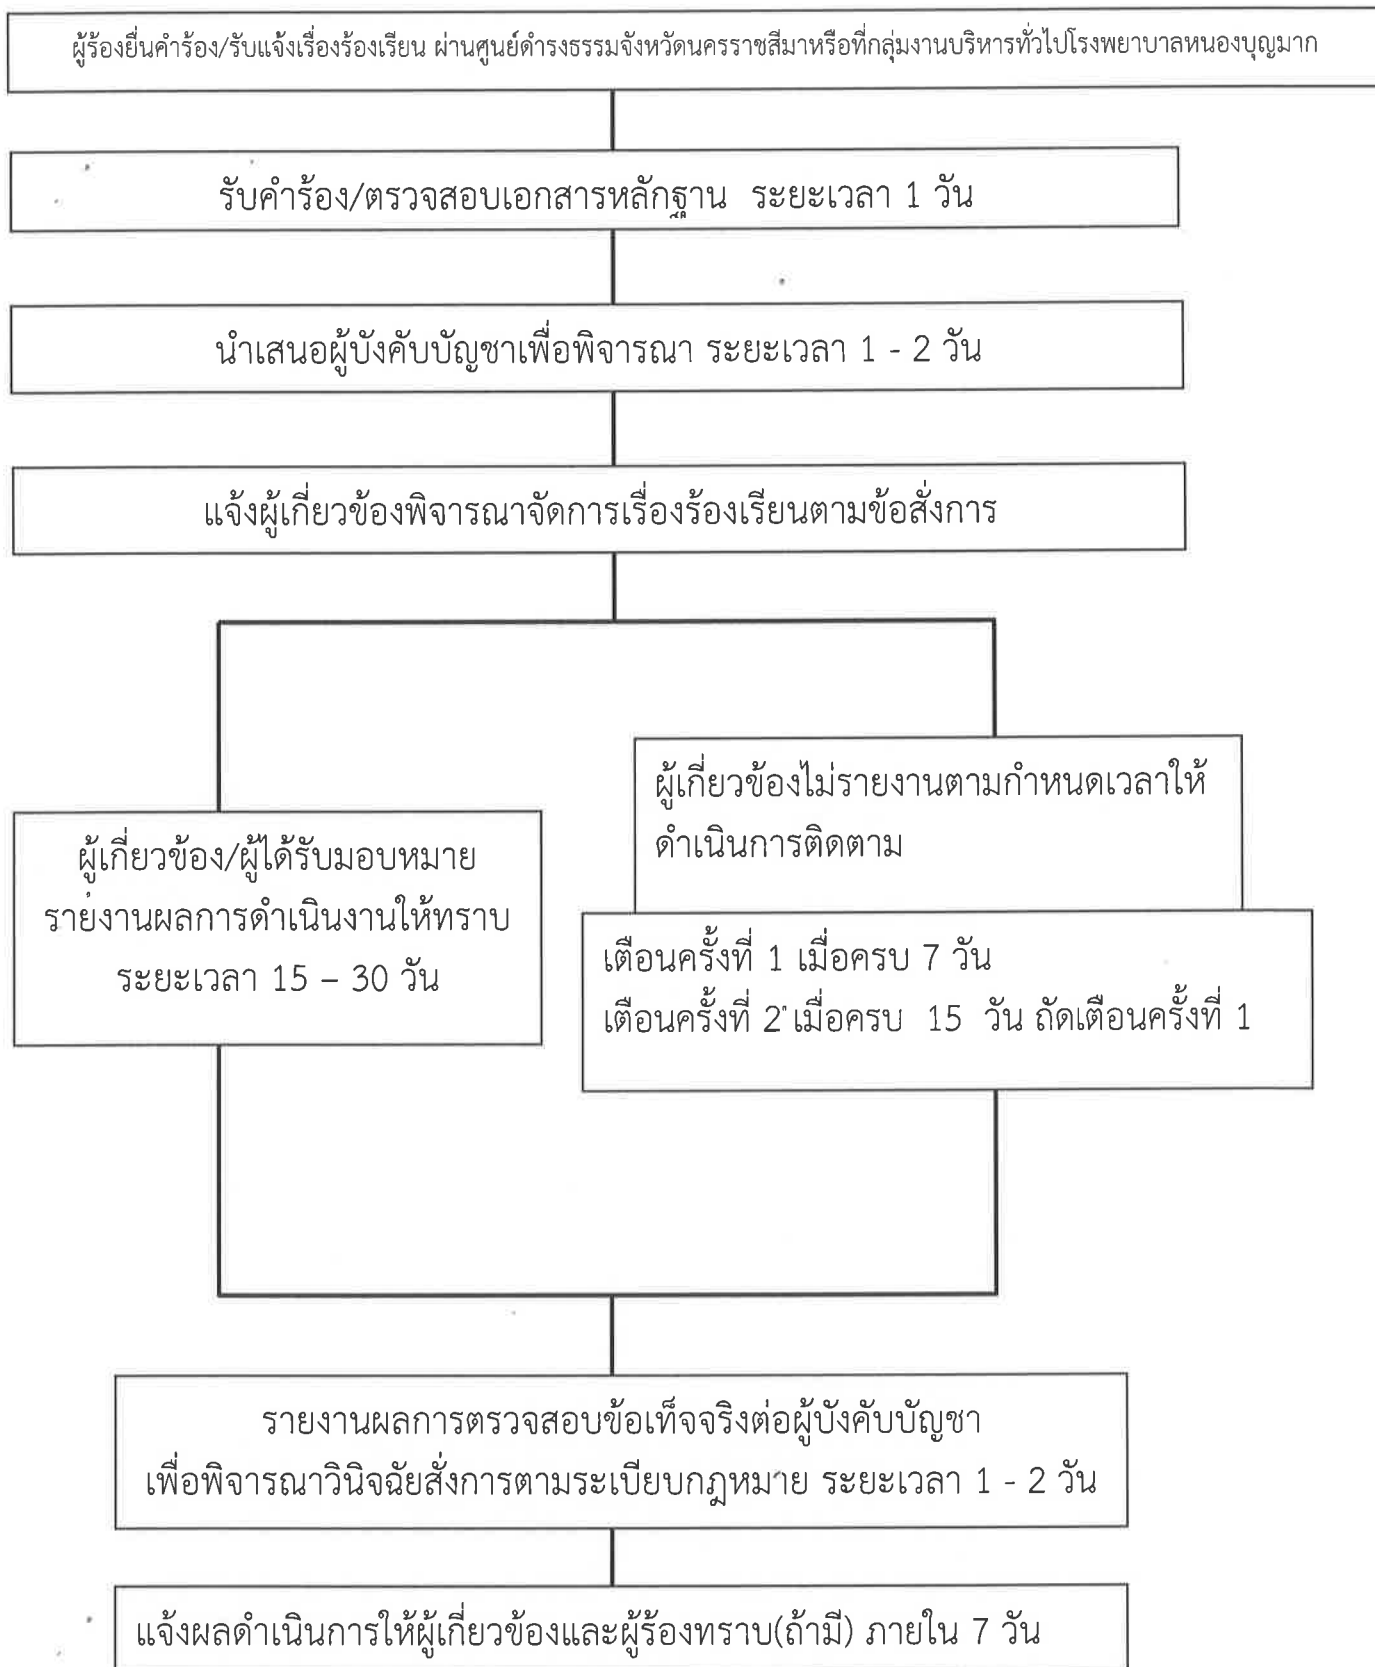 ผู้ร้องยื่นคำร้อง/รับแจ้งเรื่องร้องเรียน ผ่านศูนย์ดำรงธรรมจังหวัดนครราชสีมาหรือที่กลุ่มงานบริหารทั่วไปโรงพยาบาลหนองบุญมาก
รับคำร้อง/ตรวจสอบเอกสารหลักฐาน ระยะเวลา 1 วัน
นำเสนอผู้บังคับบัญชาเพื่อพิจารณา ระยะเวลา 1 - 2 วัน
แจ้งผู้เกี่ยวข้องพิจารณาจัดการเรื่องร้องเรียนตามข้อสั่งการ
ผู้เกี่ยวข้อง/ผู้ได้รับมอบหมาย
รายงานผลการดำเนินงานให้ทราบ
ระยะเวลา 15 – 30 วัน
ผู้เกี่ยวข้องไม่รายงานตามกำหนดเวลาให้
ดำเนินการติดตาม
เตือนครั้งที่ 1 เมื่อครบ 7 วัน
เตือนครั้งที่ 2 เมื่อครบ 15 วัน ถัดเตือนครั้งที่ 1
รายงานผลการตรวจสอบข้อเท็จจริงต่อผู้บังคับบัญชา
เพื่อพิจารณาวินิจฉัยสั่งการตามระเบียบกฎหมาย ระยะเวลา 1 - 2 วัน
แจ้งผลดำเนินการให้ผู้เกี่ยวข้องและผู้ร้องทราบ(ถ้ามี) ภายใน 7 วัน